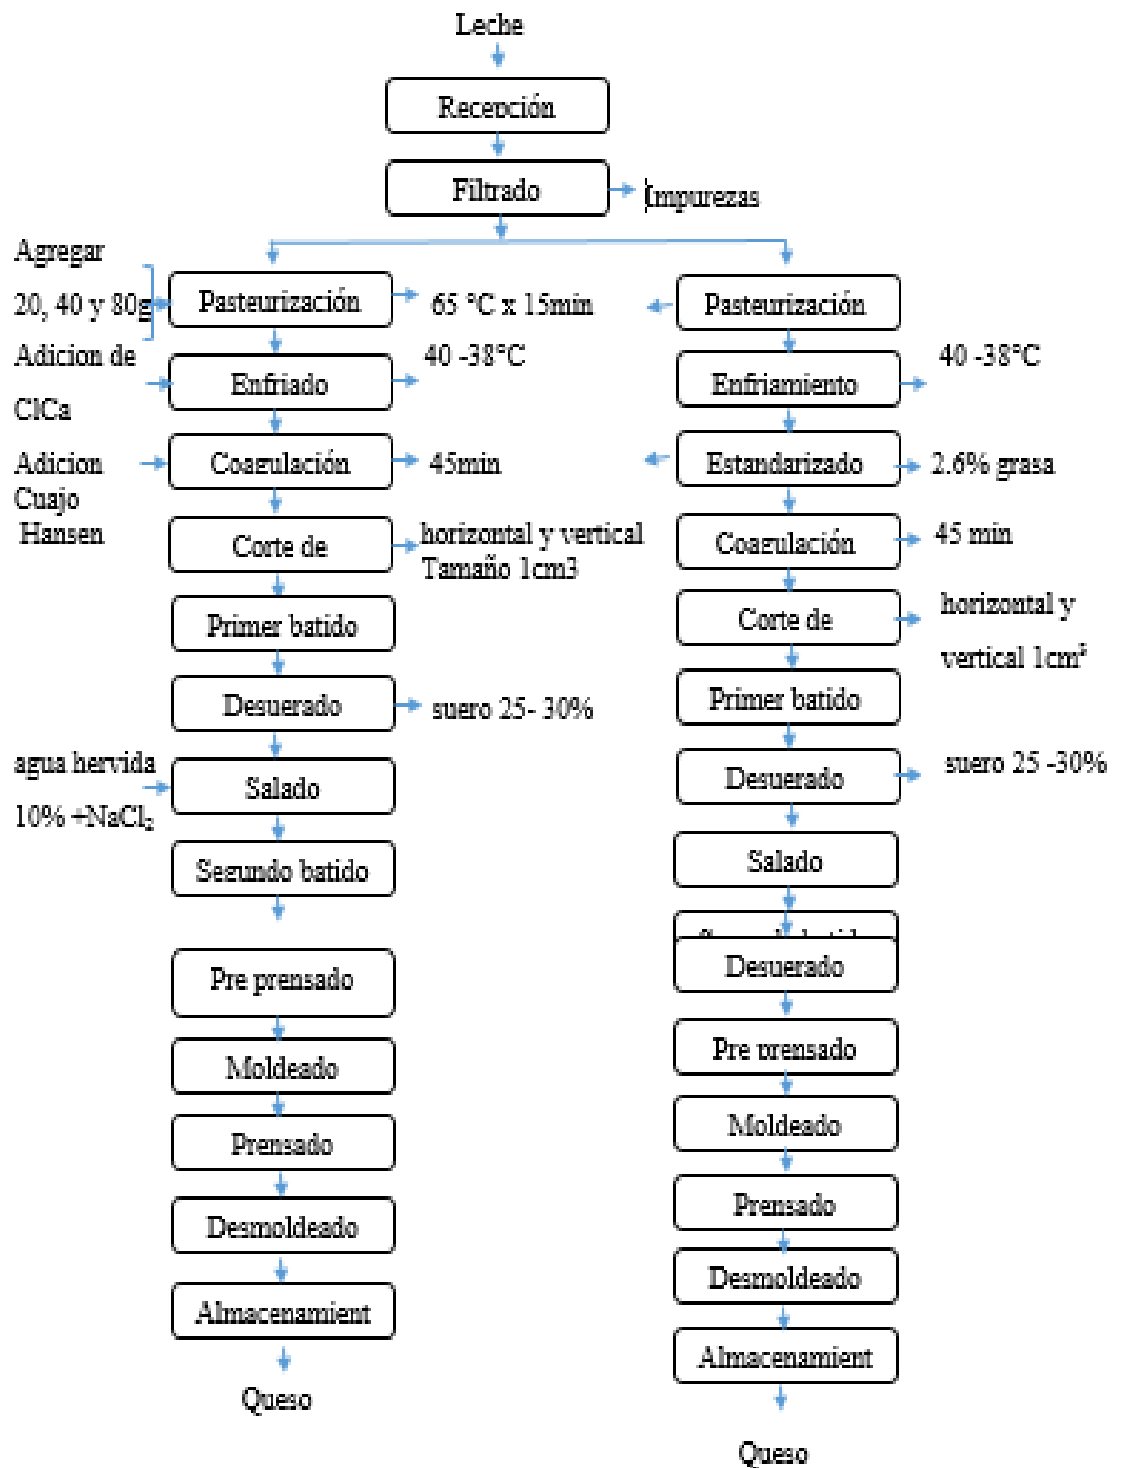 Leche
Recepción
Filtrado
Impurezas
Agregar
20, 40 y 80g
Pasteurización
65 °C x 15min
Adicion de
ClCa
Enfriado
40 -38°C
Adicion
Cuajo
Hansen
Coagulación
45min
Corte de
horizontal y vertical
Tamaño 1cm3
Primer batido
Desuerado
suero 25- 30%
agua hervida
10% +NaCl₂
Salado
Segundo batido
Pre prensado
Moldeado
Prensado
Desmoldeado
Almacenamient
Queso
Pasteurización
Enfriamiento
40 -38°C
Estandarizado
2.6% grasa
Coagulación
45 min
Corte de
horizontal y
vertical 1cm³
Primer batido
Desuerado
suero 25 -30%
Salado
Desuerado
Pre prensado
Moldeado
Prensado
Desmoldeado
Almacenamient
Queso